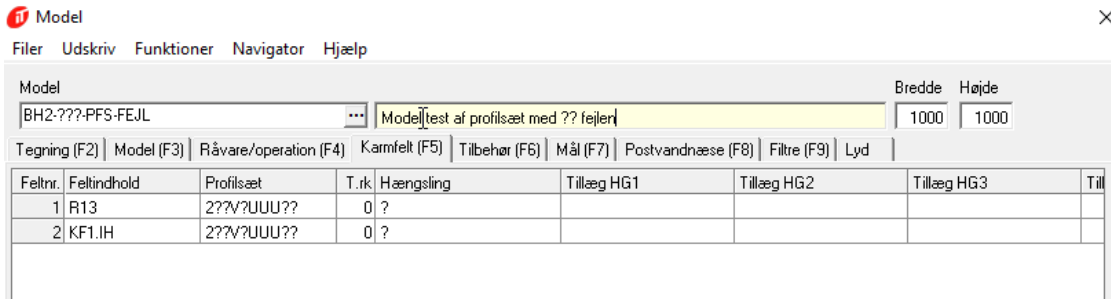 Model
Filer Udskriv Funktioner Navigator Hjælp
Model Bredde Højde
BH2-???-PFS-FEJL ... Model test af profilsæt med ?? fejlen 1000 1000
Tegning (F2) Model (F3) Råvare/operation (F4) Karmfelt (F5) Tilbehør (F6) Mål (F7) Postvandnæse (F8) Filtre (F9) Lyd
Feltnr. Feltindhold Profilsæt T.rk Hængsling Tillæg HG1 Tillæg HG2 Tillæg HG3 Till
1 R13 2??V?UUU?? 0 ?
2 KF1.IH 2??V?UUU?? 0 ?